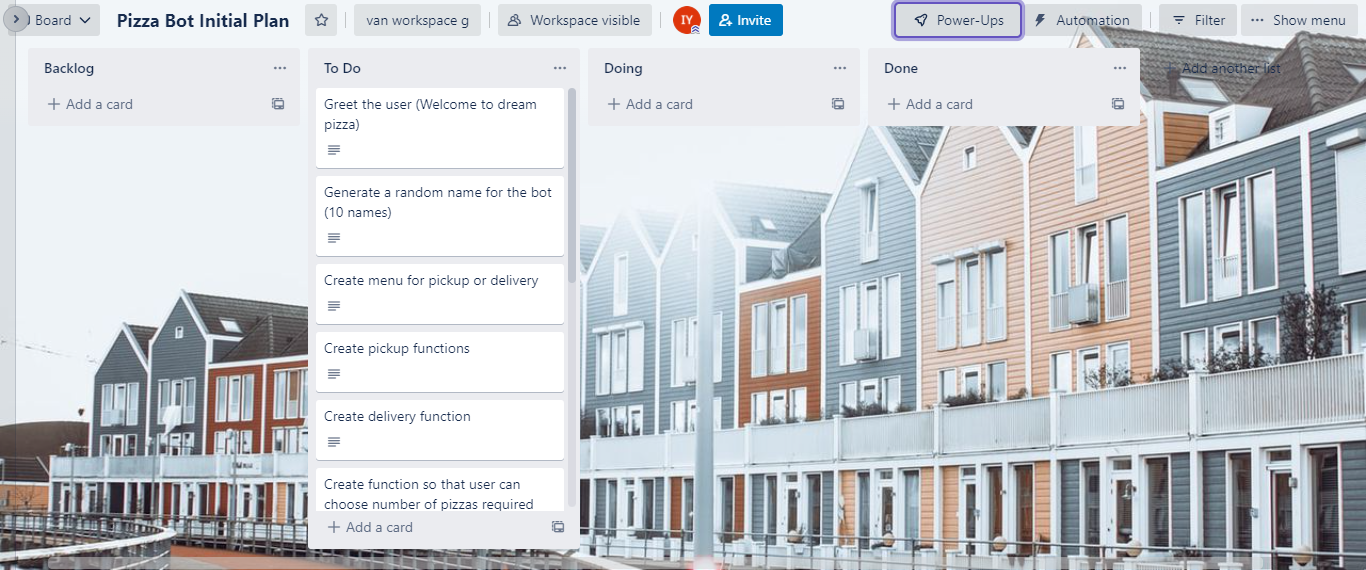 Board
Pizza Bot Initial Plan
van workspace g
Workspace visible
IY
Invite
Power-Ups
Automation
Filter
Show menu
Backlog
Add a card
To Do
Greet the user (Welcome to dream
pizza)
Generate a random name for the bot
(10 names)
Create menu for pickup or delivery
Create pickup functions
Create delivery function
Create function so that user can
choose number of pizzas required
Add a card
Doing
Add a card
Done
Add a card
Add another list